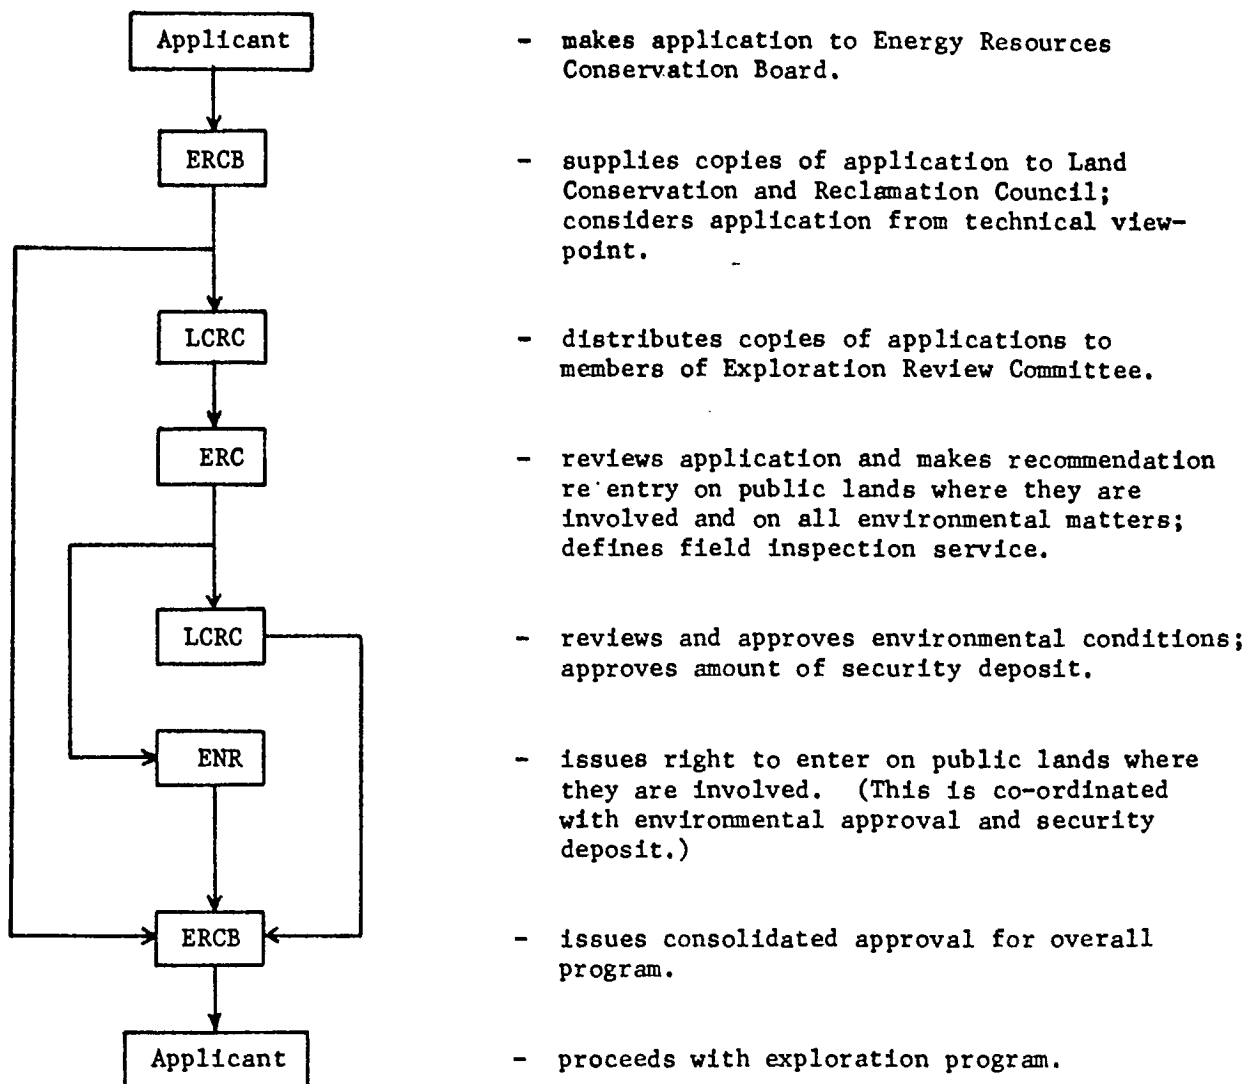 Applicant
- makes application to Energy Resources
Conservation Board.
ERCB
- supplies copies of application to Land
Conservation and Reclamation Council;
considers application from technical view-
point.
LCRC
- distributes copies of applications to
members of Exploration Review Committee.
ERC
- reviews application and makes recommendation
re entry on public lands where they are
involved and on all environmental matters;
defines field inspection service.
LCRC
- reviews and approves environmental conditions;
approves amount of security deposit.
ENR
- issues right to enter on public lands where
they are involved. (This is co-ordinated
with environmental approval and security
deposit.)
ERCB
- issues consolidated approval for overall
program.
Applicant
- proceeds with exploration program.